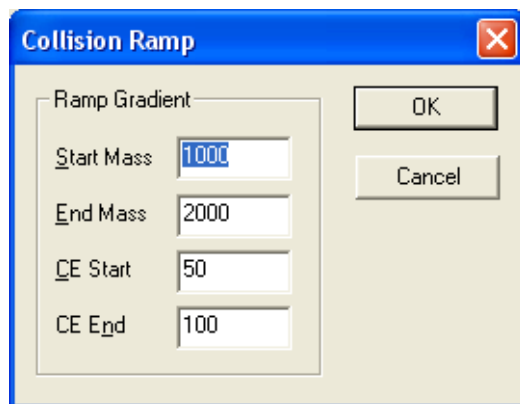 Collision Ramp
Ramp Gradient
Start Mass 1000
End Mass 2000
CE Start 50
CE End 100
OK
Cancel